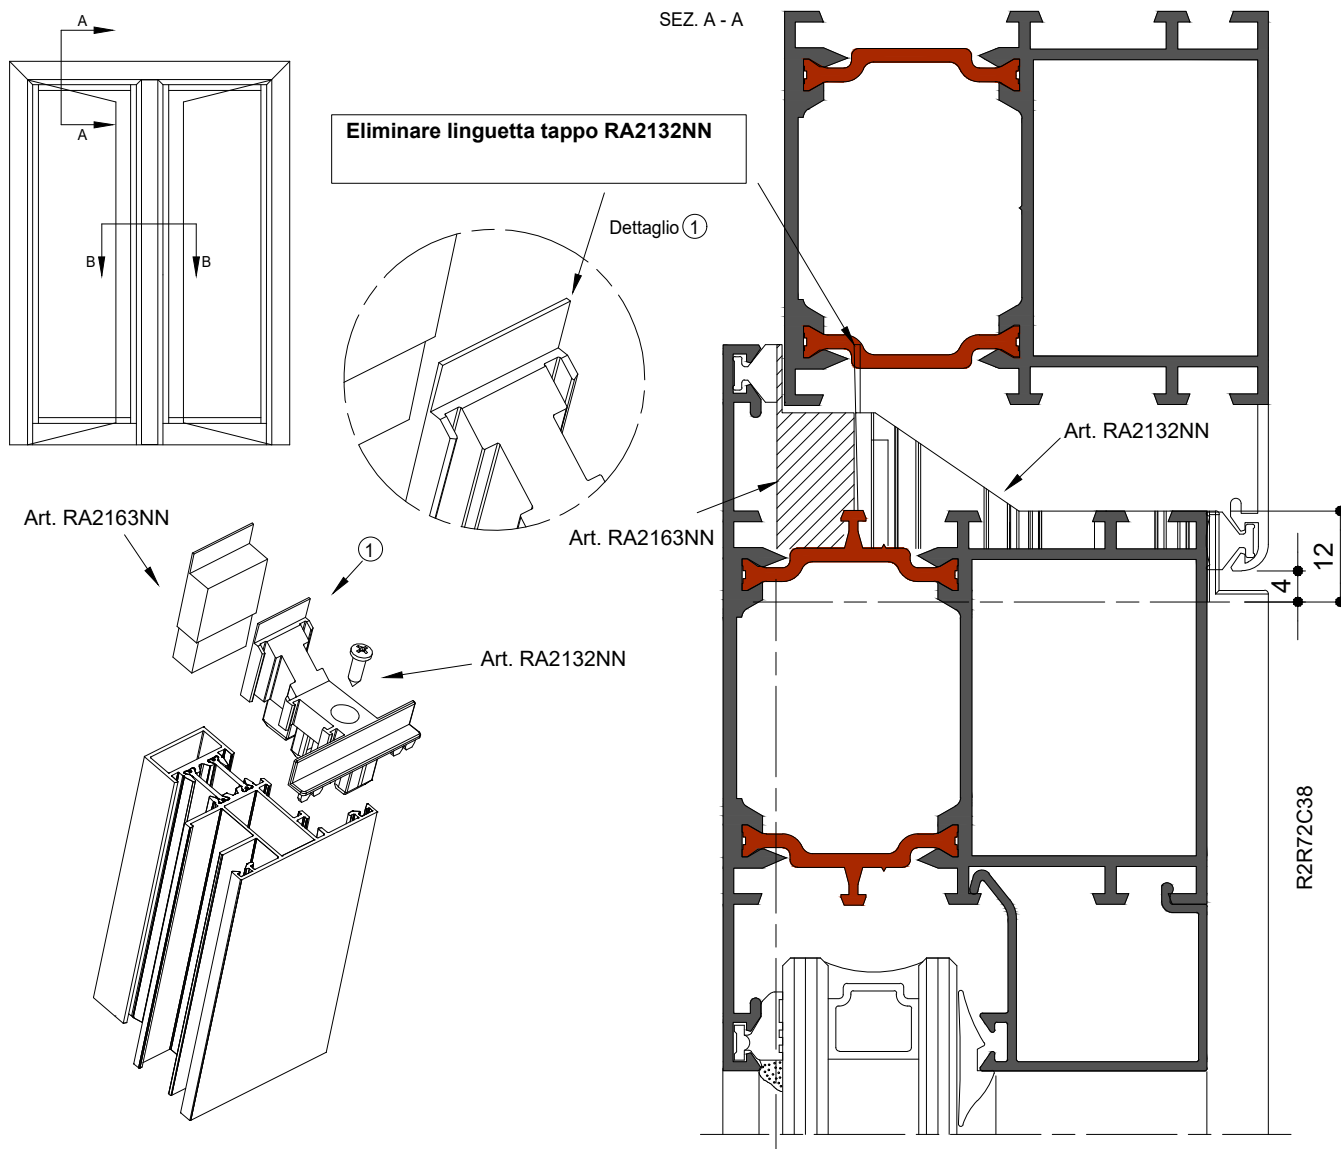 SEZ. A - A
A
A
B
B
Eliminare linguetta tappo RA2132NN
Dettaglio 1
Art. RA2132NN
Art. RA2163NN
Art. RA2163NN
1
Art. RA2132NN
12
4
R2R72C38